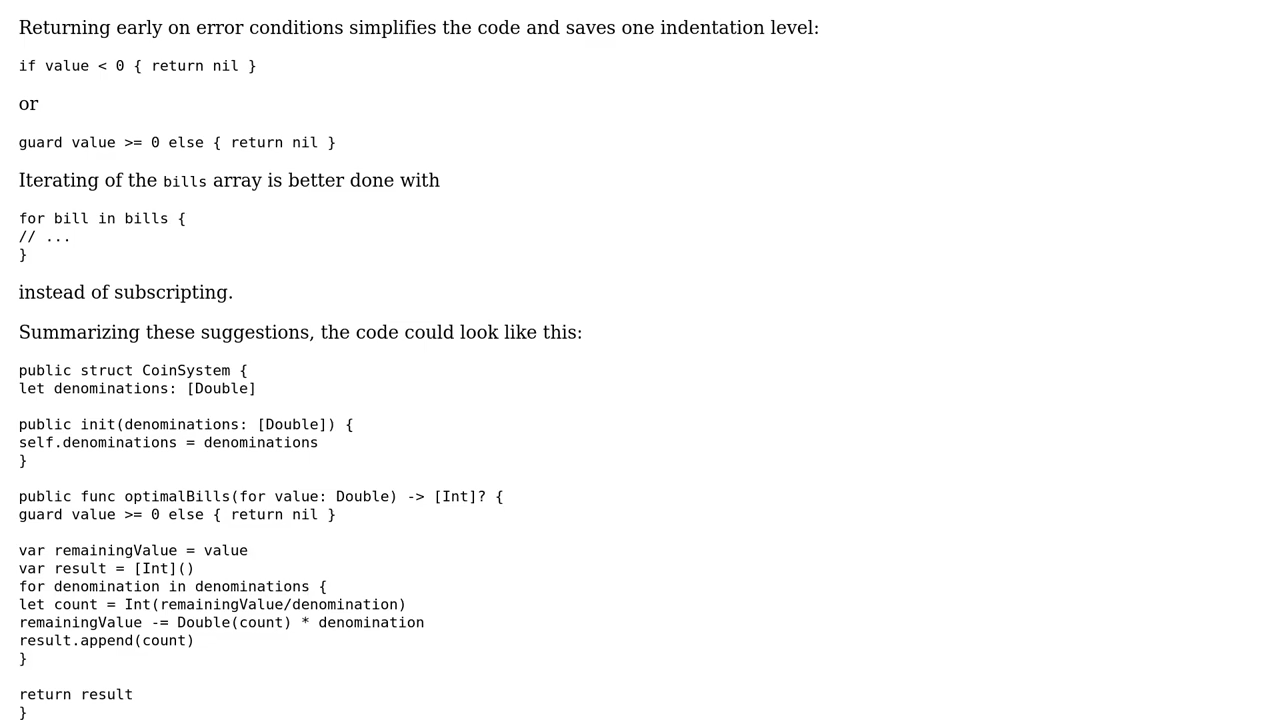 Returning early on error conditions simplifies the code and saves one indentation level:
if value < 0 { return nil }
or
guard value >= 0 else { return nil }
Iterating of the bills array is better done with
for bill in bills {
// ...
}
instead of subscripting.
Summarizing these suggestions, the code could look like this:
public struct CoinSystem {
let denominations: [Double]
public init(denominations: [Double]) {
self.denominations = denominations
}
public func optimalBills(for value: Double) -> [Int]? {
guard value >= 0 else { return nil }
var remainingValue = value
var result = [Int]()
for denomination in denominations {
let count = Int(remainingValue/denomination)
remainingValue -= Double(count) * denomination
result.append(count)
}
return result
}